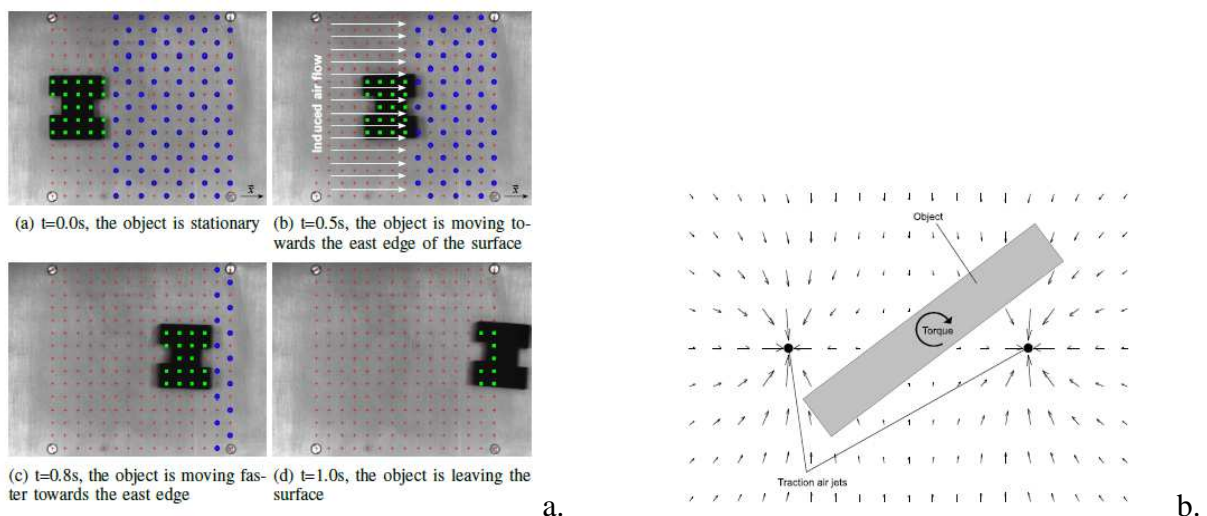 Induced air flow
x
x
(a) t=0.0s, the object is stationary
(b) t=0.5s, the object is moving to-
wards the east edge of the surface
(c) t=0.8s, the object is moving fas-
ter towards the east edge
(d) t=1.0s, the object is leaving the
surface
a.
Object
Torque
Traction air jets
b.